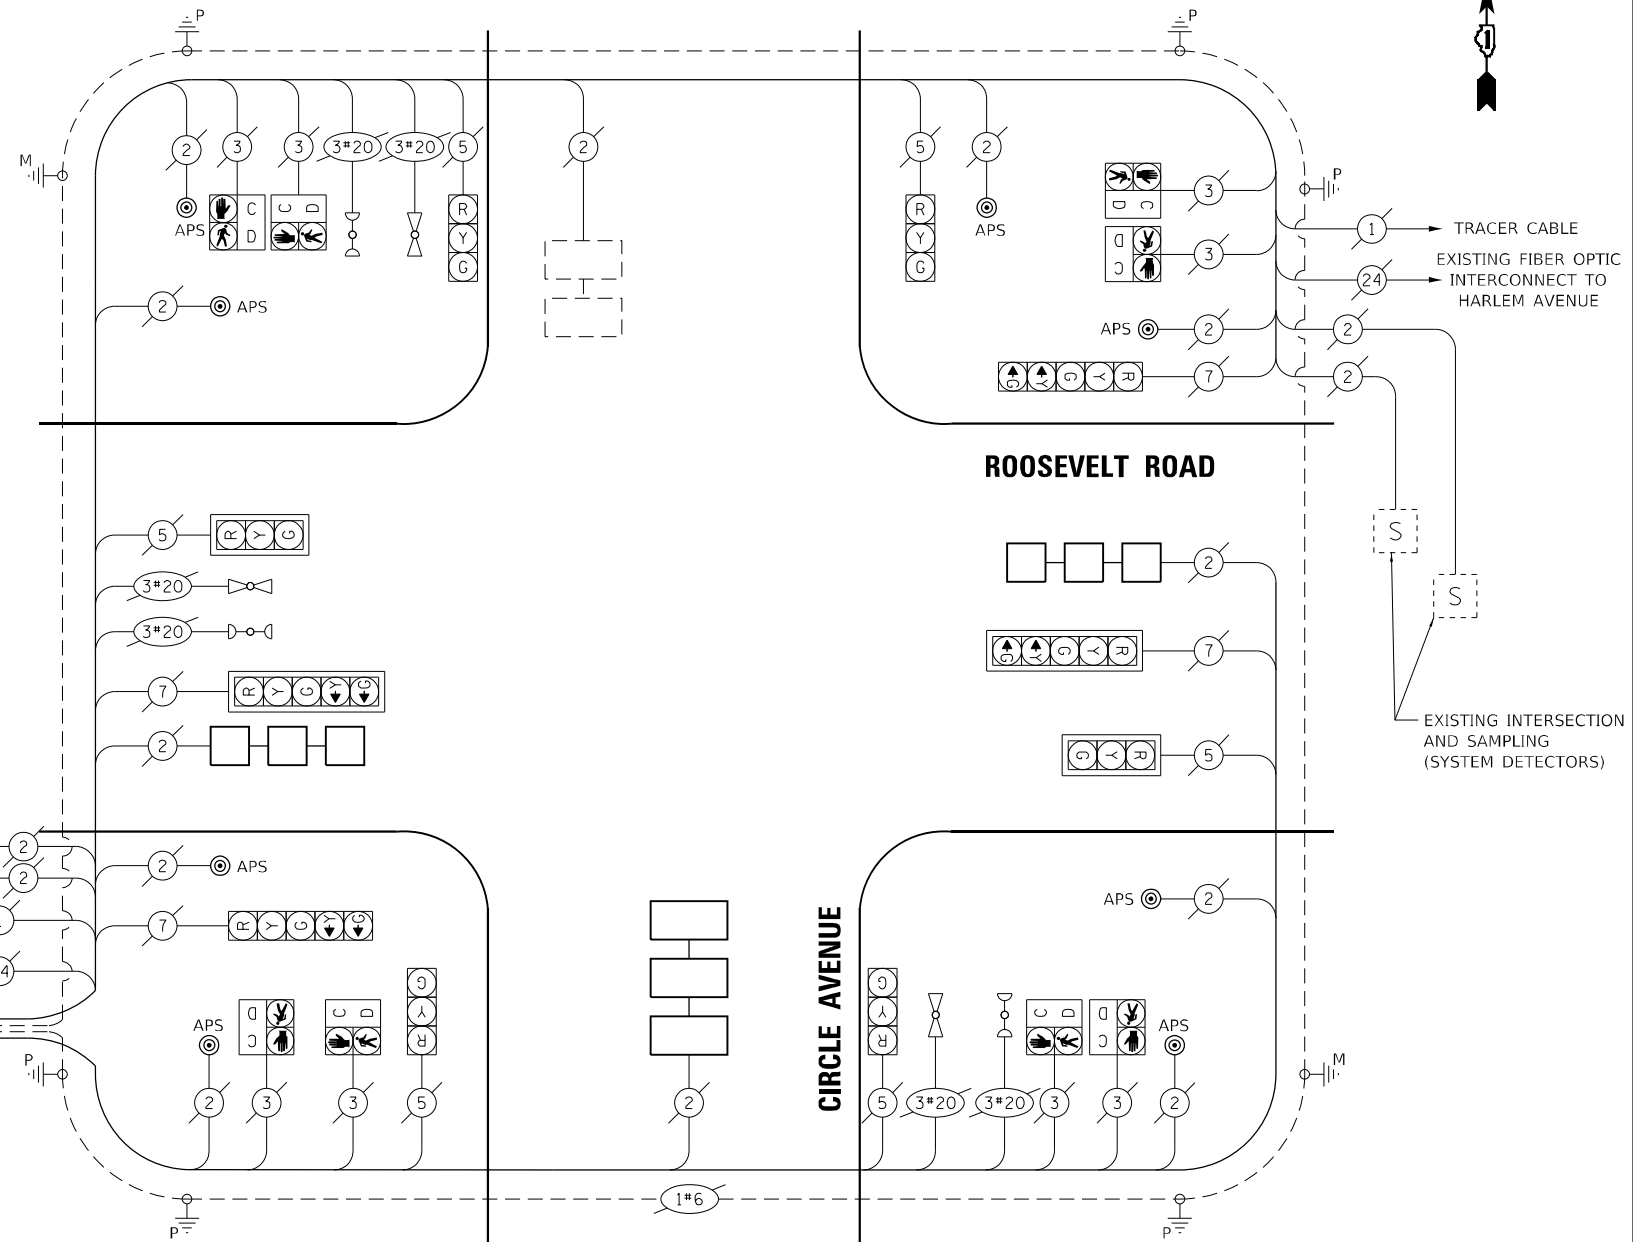 P
P
1
M
2
3
3
3#20
3#20
5
2
5
2
3
P
APS
C
D
C
D
R
Y
G
R
Y
G
APS
D
C
1
TRACER CABLE
3
D
C
EXISTING FIBER OPTIC
24
INTERCONNECT TO
HARLEM AVENUE
2
APS
APS
2
2
G
Y
G
Y
R
7
2
ROOSEVELT ROAD
5
R
Y
G
S
2
3#20
S
3#20
G
Y
G
Y
R
7
7
R
Y
G
Y
G
EXISTING INTERSECTION
AND SAMPLING
(SYSTEM DETECTORS)
2
G
Y
R
5
2
2
2
APS
APS
2
7
R
Y
G
Y
G
CIRCLE AVENUE
4
G
Y
R
G
Y
R
APS
D
C
C
D
C
D
D
C
APS
P
M
2
3
3
5
2
5
3#20
3#20
3
3
2
1#6
P
P